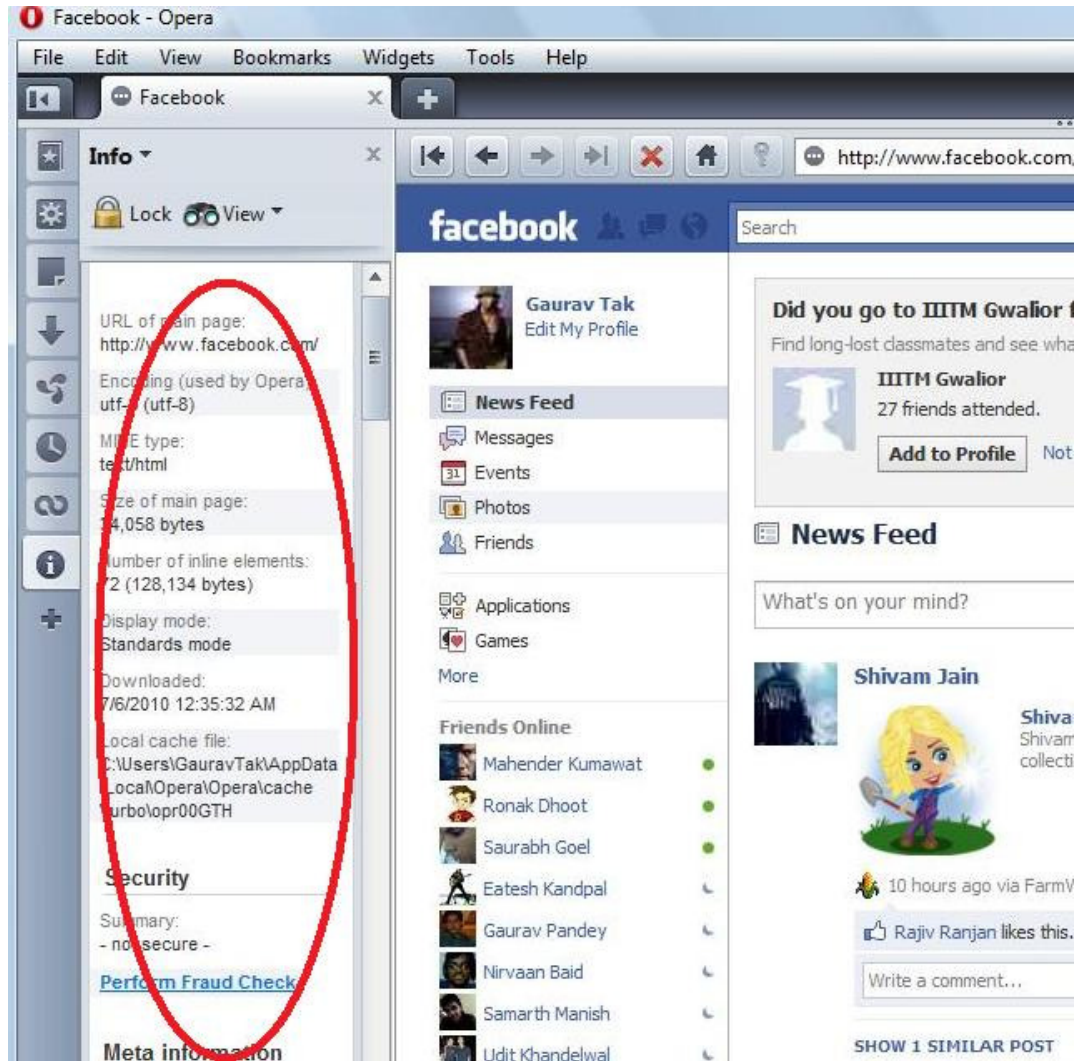 Facebook - Opera
File Edit View Bookmarks Widgets Tools Help
Facebook
Info
Lock View
URL of main page:
http://www.facebook.com/
Encoding (used by Opera
utf-8 (utf-8)
MIME type:
text/html
Size of main page:
34,058 bytes
Number of inline elements:
72 (128,134 bytes)
Display mode:
Standards mode
Downloaded:
7/6/2010 12:35:32 AM
Local cache file:
C:\Users\GauravTak\AppData
\Local\Opera\Opera\cache
\turbo\opr00GTH
Security
Summary:
- not secure -
Perform Fraud Check
Meta information
http://www.facebook.com/
facebook
Search
Gaurav Tak
Edit My Profile
News Feed
Messages
31 Events
Photos
Friends
Applications
Games
More
Friends Online
Mahender Kumawat
Ronak Dhoot
Saurabh Goel
Eatesh Kandpal
Gaurav Pandey
Nirvaan Baid
Samarth Manish
Udit Khandelwal
Did you go to IIITM Gwalior f
Find long-lost classmates and see wha
IIITM Gwalior
27 friends attended.
Add to Profile Not
News Feed
What's on your mind?
Shivam Jain
Shiva
Shivam
collecti
10 hours ago via FarmV
Rajiv Ranjan likes this.
Write a comment...
SHOW 1 SIMILAR POST